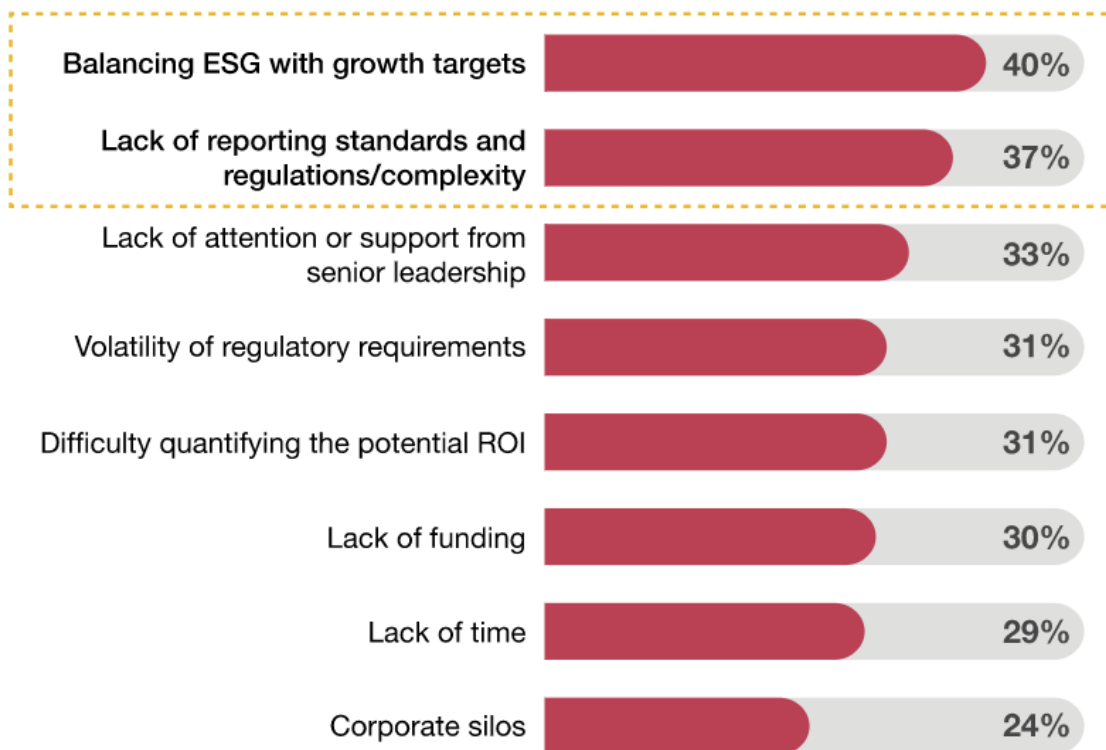 Balancing ESG with growth targets
40%
Lack of reporting standards and
regulations/complexity
37%
Lack of attention or support from
senior leadership
33%
Volatility of regulatory requirements
31%
Difficulty quantifying the potential ROI
31%
Lack of funding
30%
Lack of time
29%
Corporate silos
24%